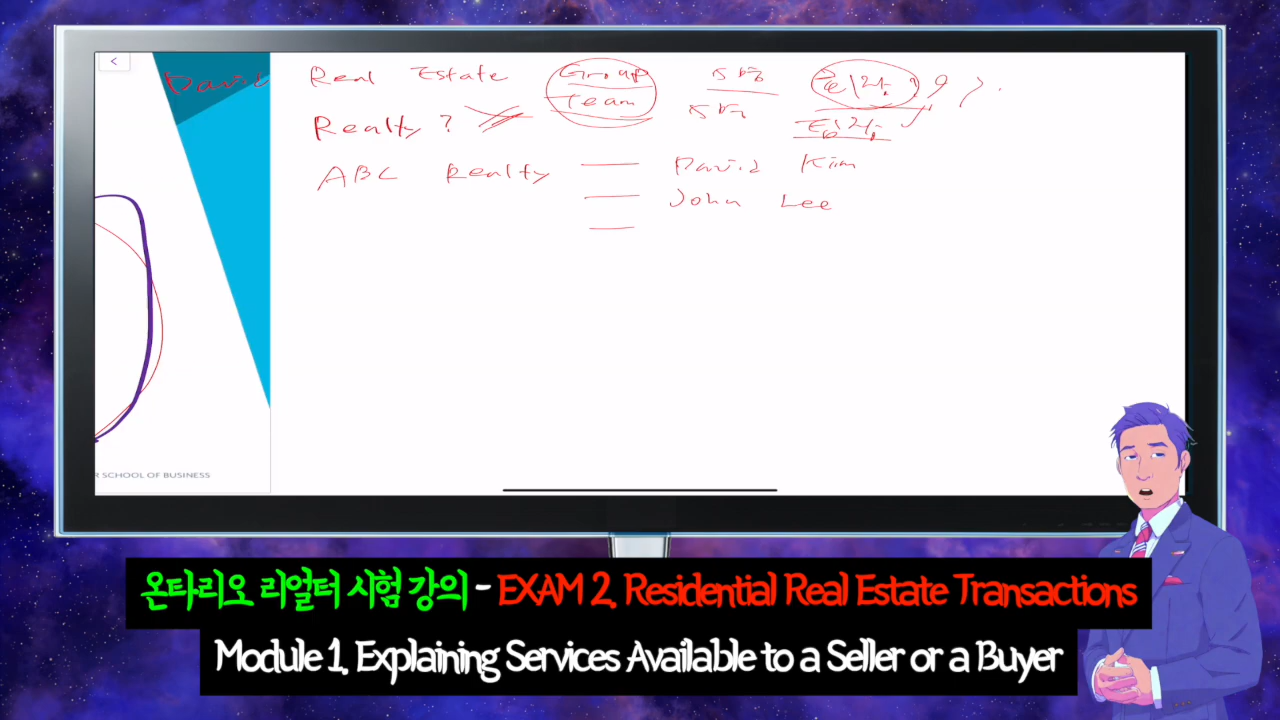 David Real Estate Group
Team
Realty?
ABC Realty David Kim
John Lee
R SCHOOL OF BUSINESS
온타리오 리얼터 시험 강의 - EXAM 2, Residential Real Estate Transactions
Module 1, Explaining Services Available to a Seller or a Buyer